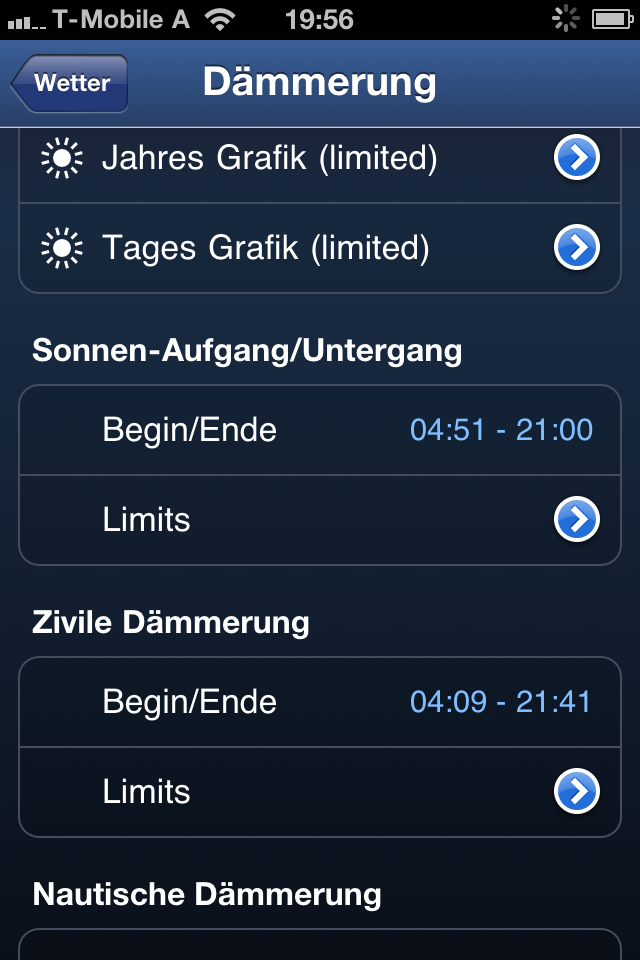 T-Mobile A 19:56
Wetter Dämmerung
Jahres Grafik (limited)
Tages Grafik (limited)
Sonnen-Aufgang/Untergang
Begin/Ende 04:51 - 21:00
Limits
Zivile Dämmerung
Begin/Ende 04:09 - 21:41
Limits
Nautische Dämmerung